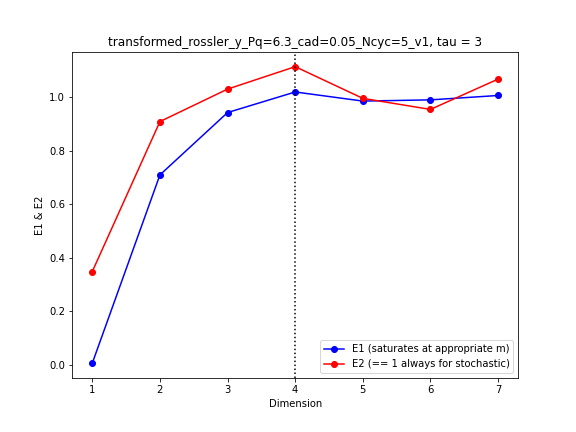 transformed_rossler_y_Pq=6.3_cad=0.05_Ncyc=5_v1, tau = 3
E1 & E2
1.0
0.8
0.6
0.4
0.2
0.0
E1 (saturates at appropriate m)
E2 (== 1 always for stochastic)
1 2 3 4 5 6 7
Dimension